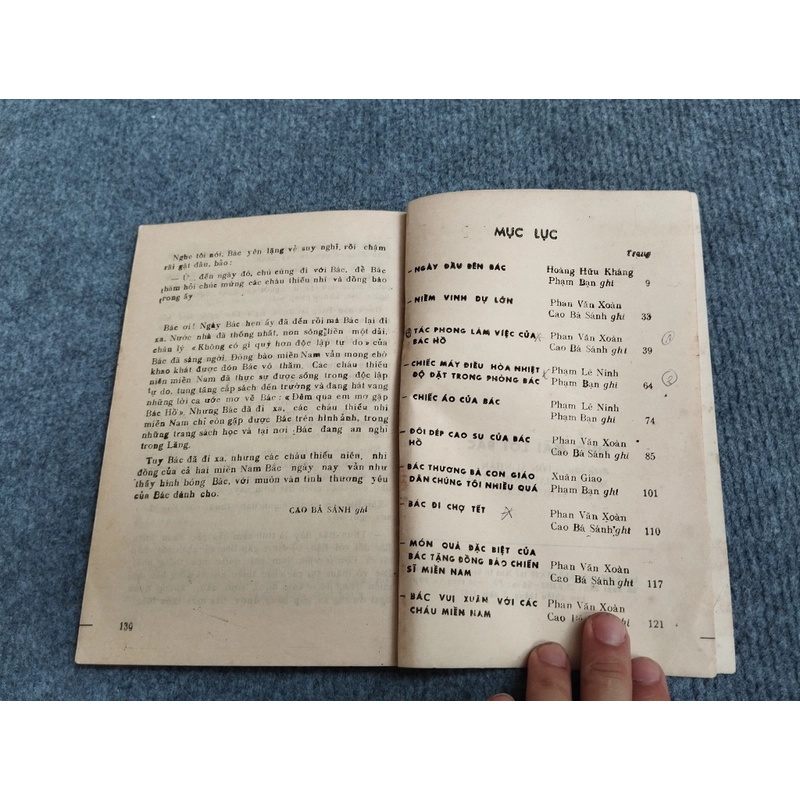 Nghe tôi nói, Bác yên lặng vẻ suy nghĩ, rồi chậm
rãi gật đầu, bảo:
— Ừ, đến ngày đó, chú cùng đi với Bác, để Bác
thăm hỏi chúc mừng các cháu thiếu nhi và đồng bào
trong ấy
Bác ơi! Ngày Bác hẹn ấy đã đến rồi mà Bác lại đi
xa. Nước nhà đã thống nhất, non sông liền một dải,
chân lý «Không có gì quý hơn độc lập tự do» của
Bác đã sáng ngời. Đồng bào miền Nam vẫn mong chờ
khao khát được đón Bác vô thăm. Các cháu thiếu
niên miền Nam đã thực sự được sống trong độc lập
tự do, tung tăng cắp sách đến trường và đang hát vang
những lời ca ước mơ về Bác: «Đêm qua em mơ gặp
Bác Hồ». Nhưng Bác đã đi xa, các cháu thiếu nhi
miền Nam chỉ còn gặp được Bác trên hình ảnh, trong
những trang sách học và tại nơi Bác đang an nghỉ
trong Lăng.
Tuy Bác đã đi xa, nhưng các cháu thiếu niên, nhi
đồng của cả hai miền Nam Bắc ngày nay vẫn như
thấy hình bóng Bác, với muôn vàn tình thương yêu
của Bác dành cho.
CAO BÁ SÁNH ghi
130
MỤC LỤC
Trang
— NGÀY ĐẦU ĐẾN BÁC Hoàng Hữu Kháng
Phạm Bạn ghi 9
— NIỀM VINH DỰ LỚN Phan Văn Xoàn
Cao Bá Sánh ghi 33
— TÁC PHONG LÀM VIỆC CỦA Phan Văn Xoàn
BÁC HỒ Cao Bá Sánh ghi 39
— CHIẾC MÁY ĐIỀU HÒA NHIỆT Phạm Lê Ninh
ĐỘ ĐẶT TRONG PHÒNG BÁC Phạm Bạn ghi 64
— CHIẾC ÁO CỦA BÁC Phạm Lê Ninh
Phạm Bạn ghi 74
— ĐÔI DÉP CAO SU CỦA BÁC Phan Văn Xoàn
HỒ Cao Bá Sánh ghi 85
— BÁC THƯƠNG BÀ CON GIÁO Xuân Giao
DÂN CHÚNG TÔI NHIỀU QUÁ Phạm Bạn ghi 101
— BÁC ĐI CHỢ TẾT Phan Văn Xoàn
Cao Bá Sánh ghi 110
— MÓN QUÀ ĐẶC BIỆT CỦA
BÁC TẶNG ĐỒNG BÀO CHIẾN Phan Văn Xoàn
SĨ MIỀN NAM Cao Bá Sánh ghi 117
— BÁC VUI XUÂN VỚI CÁC Phan Văn Xoàn
CHÁU MIỀN NAM Cao Bá Sánh ghi 121